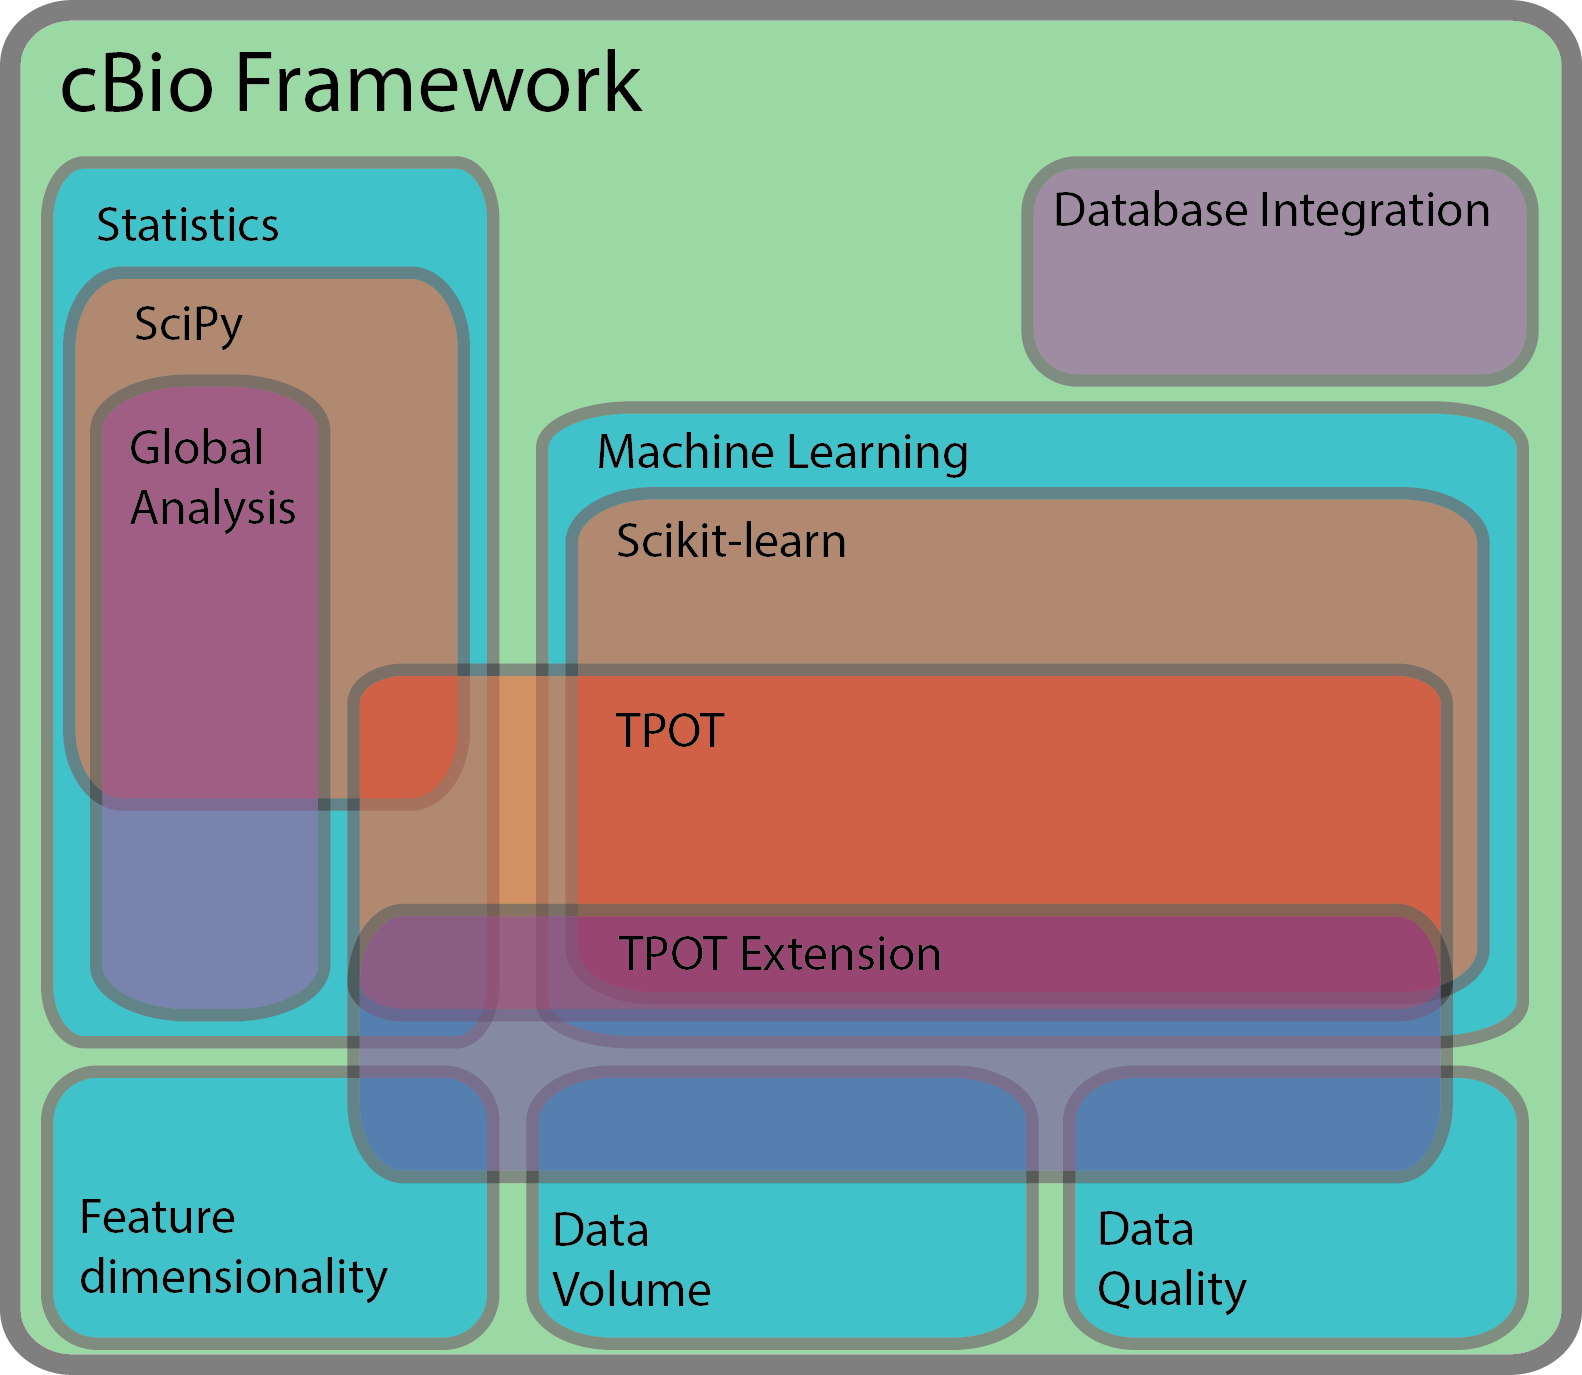 cBio Framework
Statistics
SciPy
Global
Analysis
Database Integration
Machine Learning
Scikit-learn
TPOT
TPOT Extension
Feature
dimensionality
Data
Volume
Data
Quality